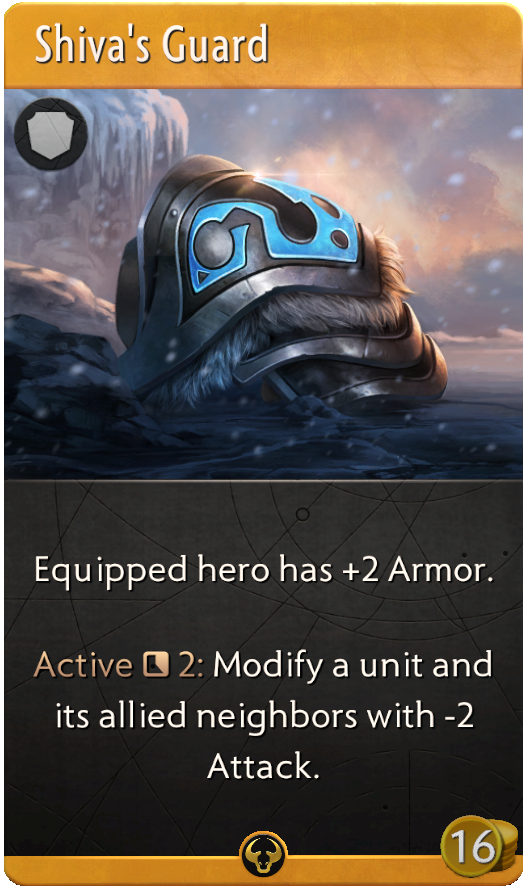 Shiva's Guard
Equipped hero has +2 Armor.
Active 2: Modify a unit and
its allied neighbors with -2
Attack.
16